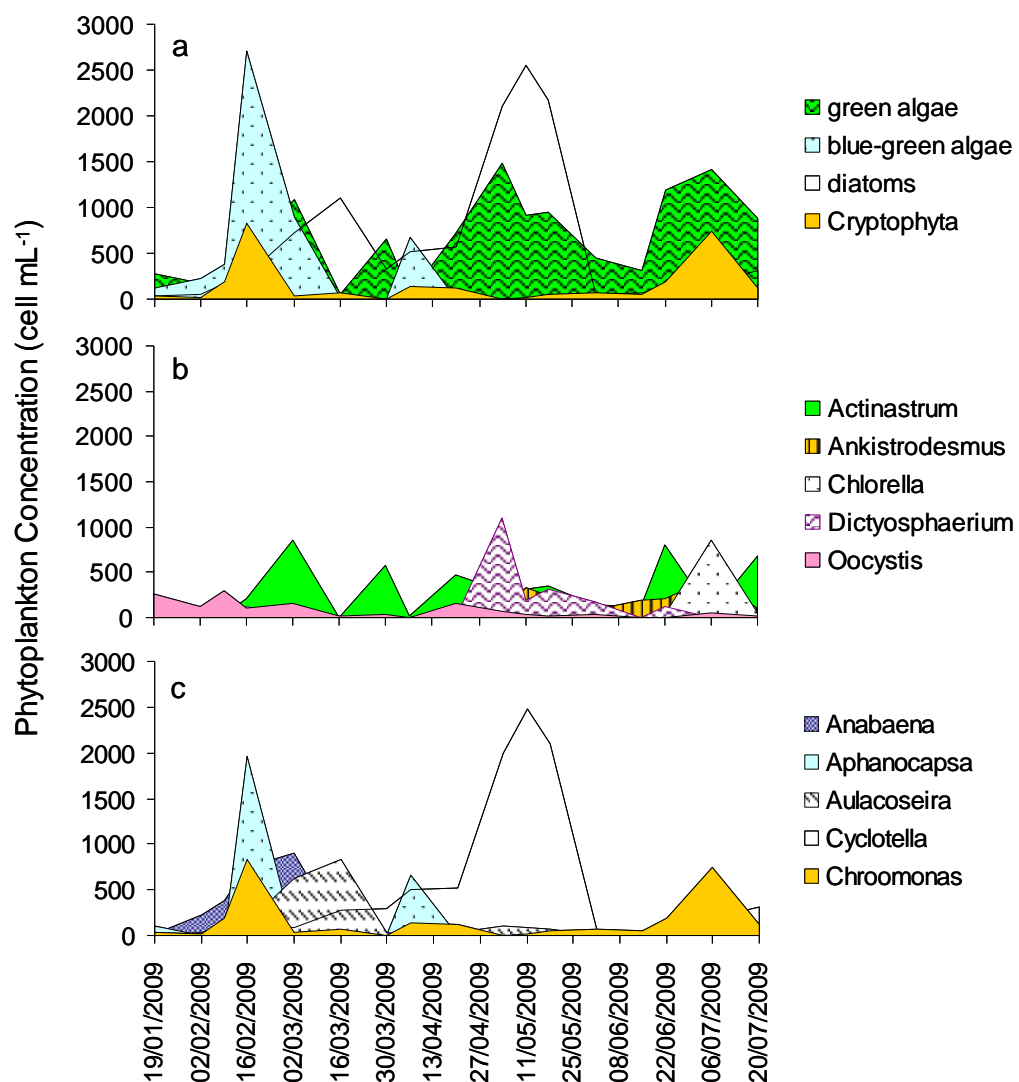 Phytoplankton Concentration (cell mL⁻¹)
3000
2500
2000
1500
1000
500
0
a
green algae
blue-green algae
diatoms
Cryptophyta
3000
2500
2000
1500
1000
500
0
b
Actinastrum
Ankistrodesmus
Chlorella
Dictyosphaerium
Oocystis
3000
2500
2000
1500
1000
500
0
c
Anabaena
Aphanocapsa
Aulacoseira
Cyclotella
Chroomonas
19/01/2009
02/02/2009
16/02/2009
02/03/2009
16/03/2009
30/03/2009
13/04/2009
27/04/2009
11/05/2009
25/05/2009
08/06/2009
22/06/2009
06/07/2009
20/07/2009